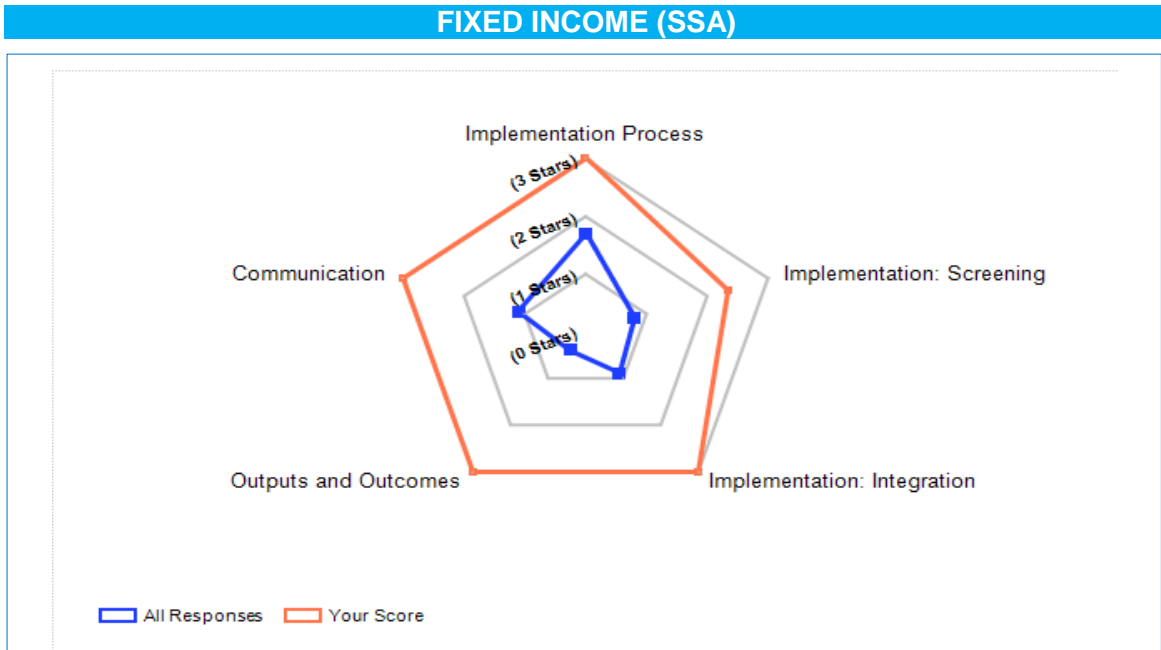 FIXED INCOME (SSA)
Implementation Process
(3 Stars)
(2 Stars)
Communication
Implementation: Screening
(1 Stars)
(0 Stars)
Outputs and Outcomes
Implementation: Integration
All Responses
Your Score